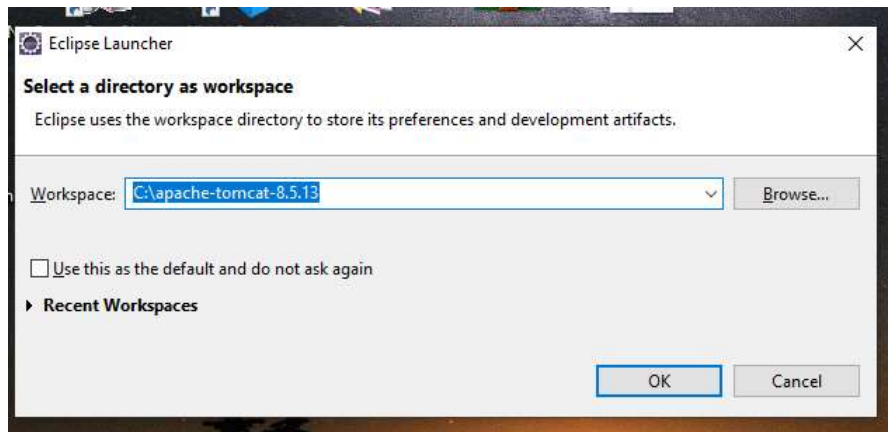 Eclipse Launcher
Select a directory as workspace
Eclipse uses the workspace directory to store its preferences and development artifacts.
Workspace: C:\apache-tomcat-8.5.13 Browse...
Use this as the default and do not ask again
Recent Workspaces
OK Cancel